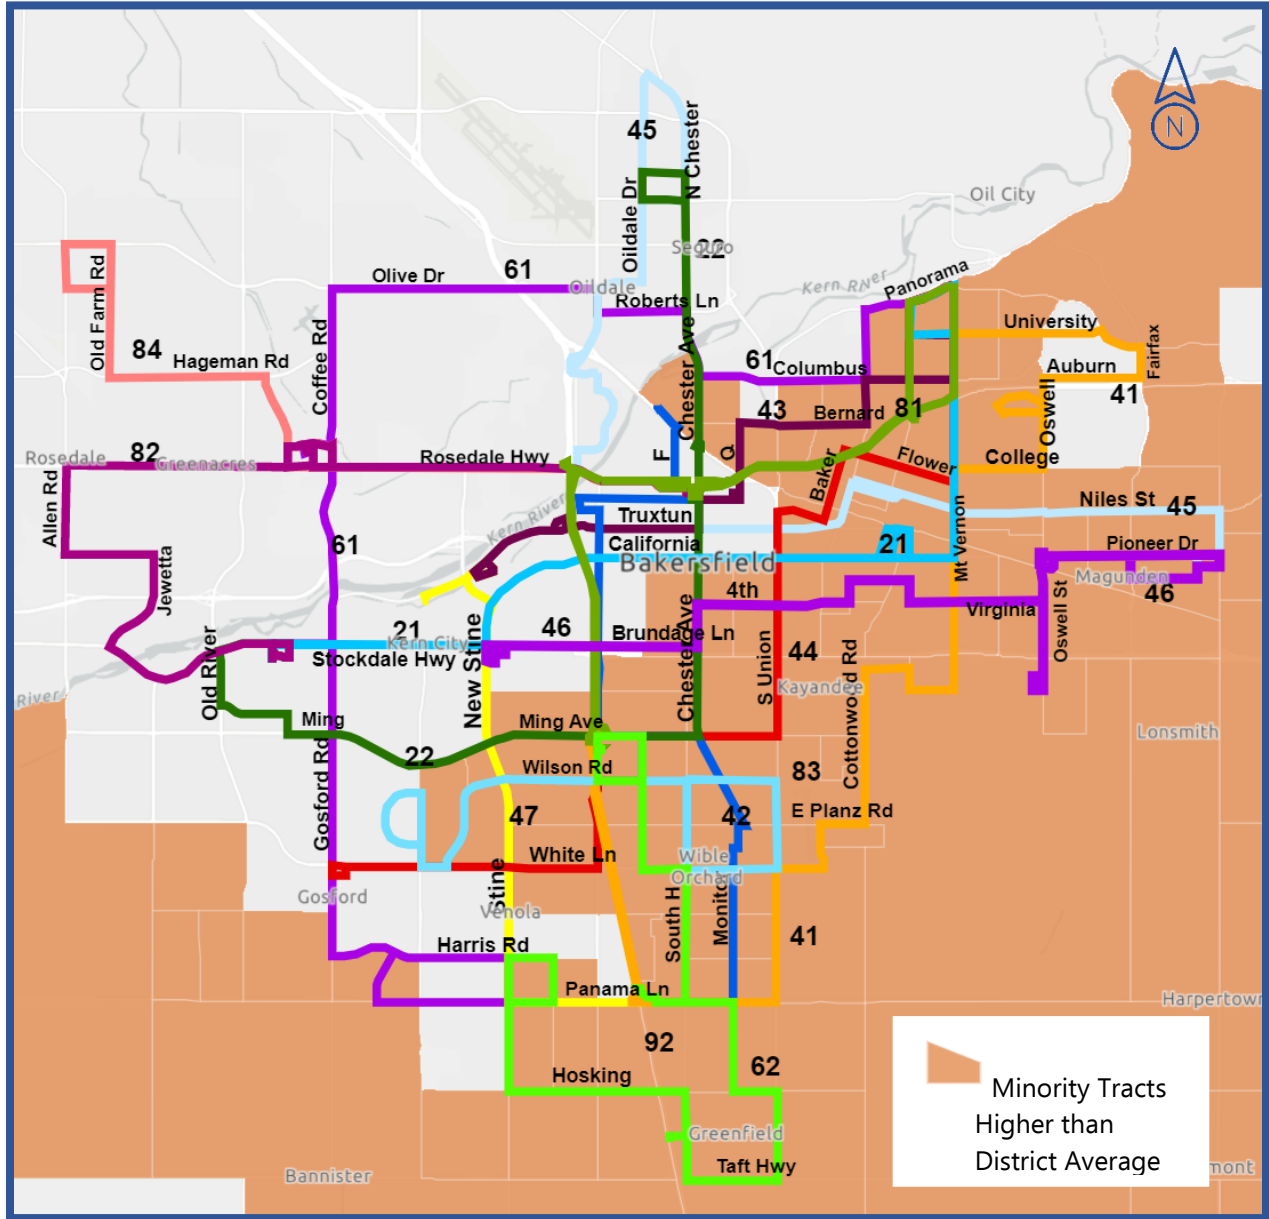 N
45
N Chester
Oil City
Oildale Dr
Seguro
22
Kern River
Panorama
Olive Dr
61
Oildale
Old Farm Rd
Roberts Ln
University
84
Hageman Rd
Coffee Rd
Chester Ave
61
Columbus
Auburn
Fairfax
41
43
Bernard
81
Oswell
82
Rosedale
Greenacres
Rosedale Hwy
F
Q
Baker
Flower
College
Allen Rd
Kern River
Truxtun
Niles St
45
61
California
21
Mt Vernon
Pioneer Dr
Bakersfield
Jewetta
4th
Magunden
46
21
Kern City
46
Brundage Ln
Virginia
Oswell St
Stockdale Hwy
New Stine
Chester Ave
S Union
44
Cottonwood Rd
River
Old River
Kayandee
Ming
Ming Ave
Lonsmith
22
Gosford Rd
Wilson Rd
83
47
42
E Planz Rd
White Ln
Wible
Orchard
Stine
Gosford
Venola
South H
Monitor
41
Harris Rd
Panama Ln
Harpertown
92
62
Hosking
Minority Tracts
Higher than
District Average
Greenfield
Taft Hwy
Bannister
mont